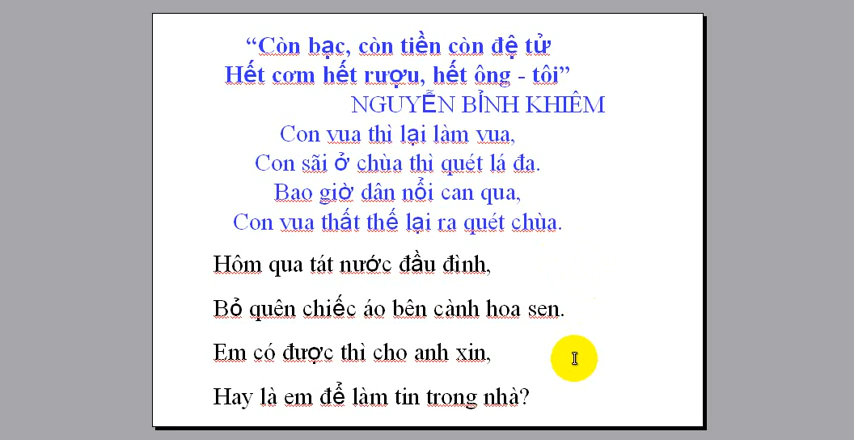 “Còn bạc, còn tiền còn đệ tử
Hết cơm hết rượu, hết ông - tôi”
NGUYỄN BỈNH KHIÊM
Con vua thì lại làm vua,
Con sãi ở chùa thì quét lá đa.
Bao giờ dân nổi can qua,
Con vua thất thế lại ra quét chùa.
Hôm qua tát nước đầu đình,
Bỏ quên chiếc áo bên cành hoa sen.
Em có được thì cho anh xin,
Hay là em để làm tin trong nhà?